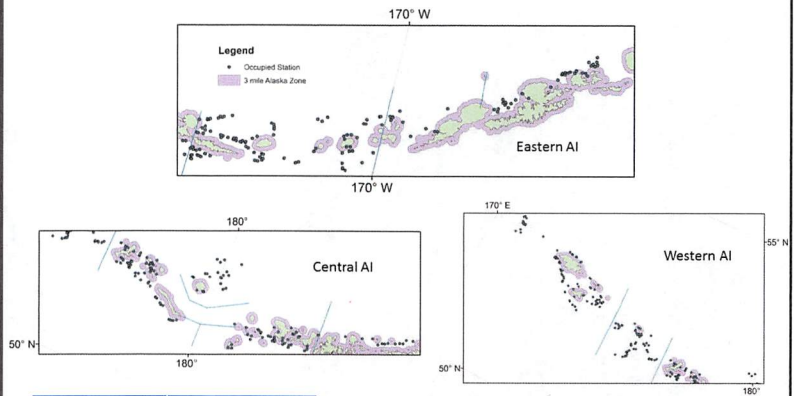 170° W
Legend
Occupied Station
3 mile Alaska Zone
Eastern AI
170° W
180°
Central AI
50° N
180°
170° E
Western AI
55° N
50° N
180°